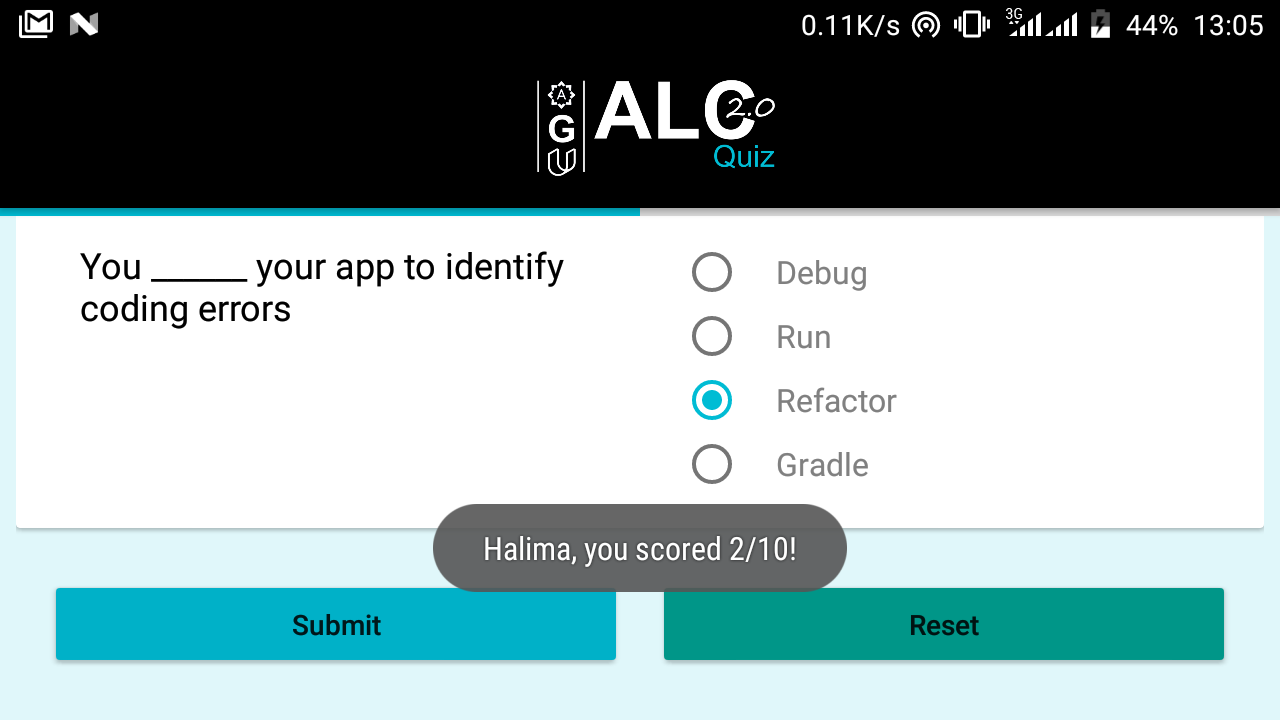 0.11K/s 3G 44% 13:05
A
G
U
ALC 2.0
Quiz
You ______ your app to identify
coding errors
Debug
Run
Refactor
Gradle
Halima, you scored 2/10!
Submit
Reset